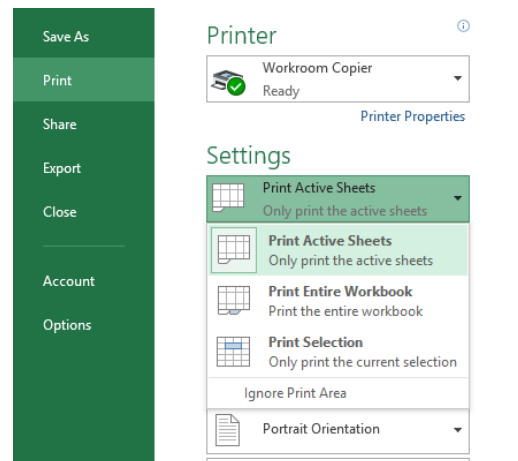 Save As
Print
Share
Export
Close
Account
Options
Printer
Workroom Copier
Ready
Printer Properties
Settings
Print Active Sheets
Only print the active sheets
Print Active Sheets
Only print the active sheets
Print Entire Workbook
Print the entire workbook
Print Selection
Only print the current selection
Ignore Print Area
Portrait Orientation